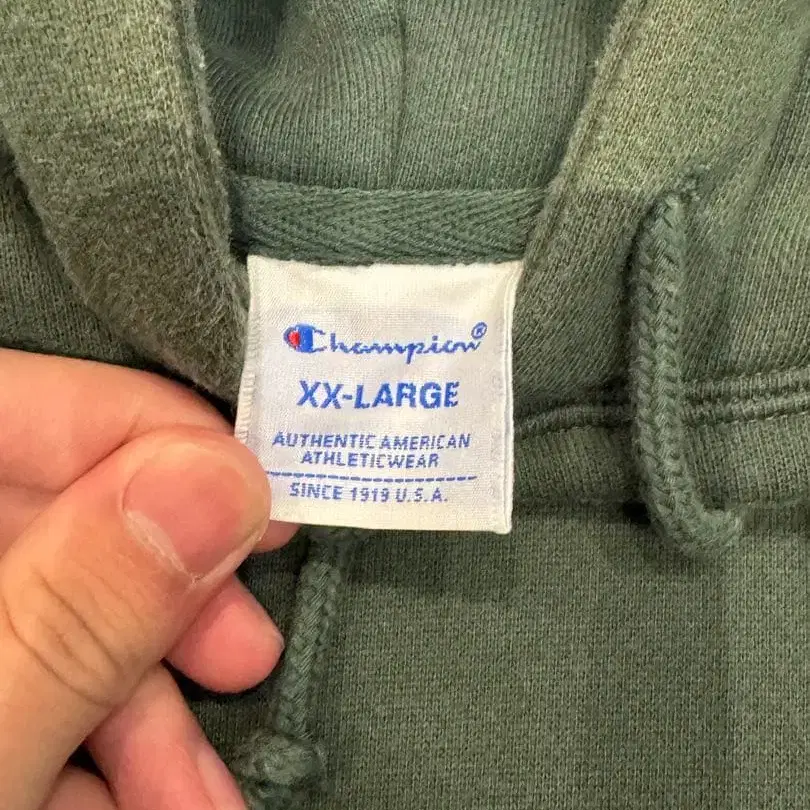 Champion®
XX-LARGE
AUTHENTIC AMERICAN
ATHLETICWEAR
SINCE 1919 U.S.A.